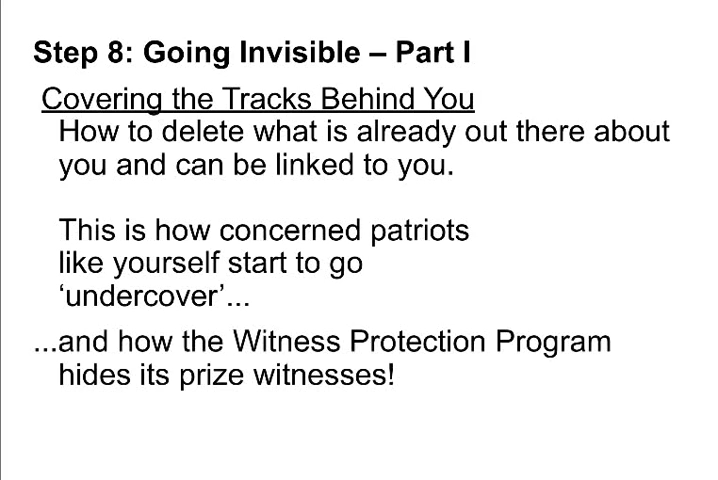 Step 8: Going Invisible – Part I
Covering the Tracks Behind You
How to delete what is already out there about
you and can be linked to you.
This is how concerned patriots
like yourself start to go
‘undercover’...
...and how the Witness Protection Program
hides its prize witnesses!